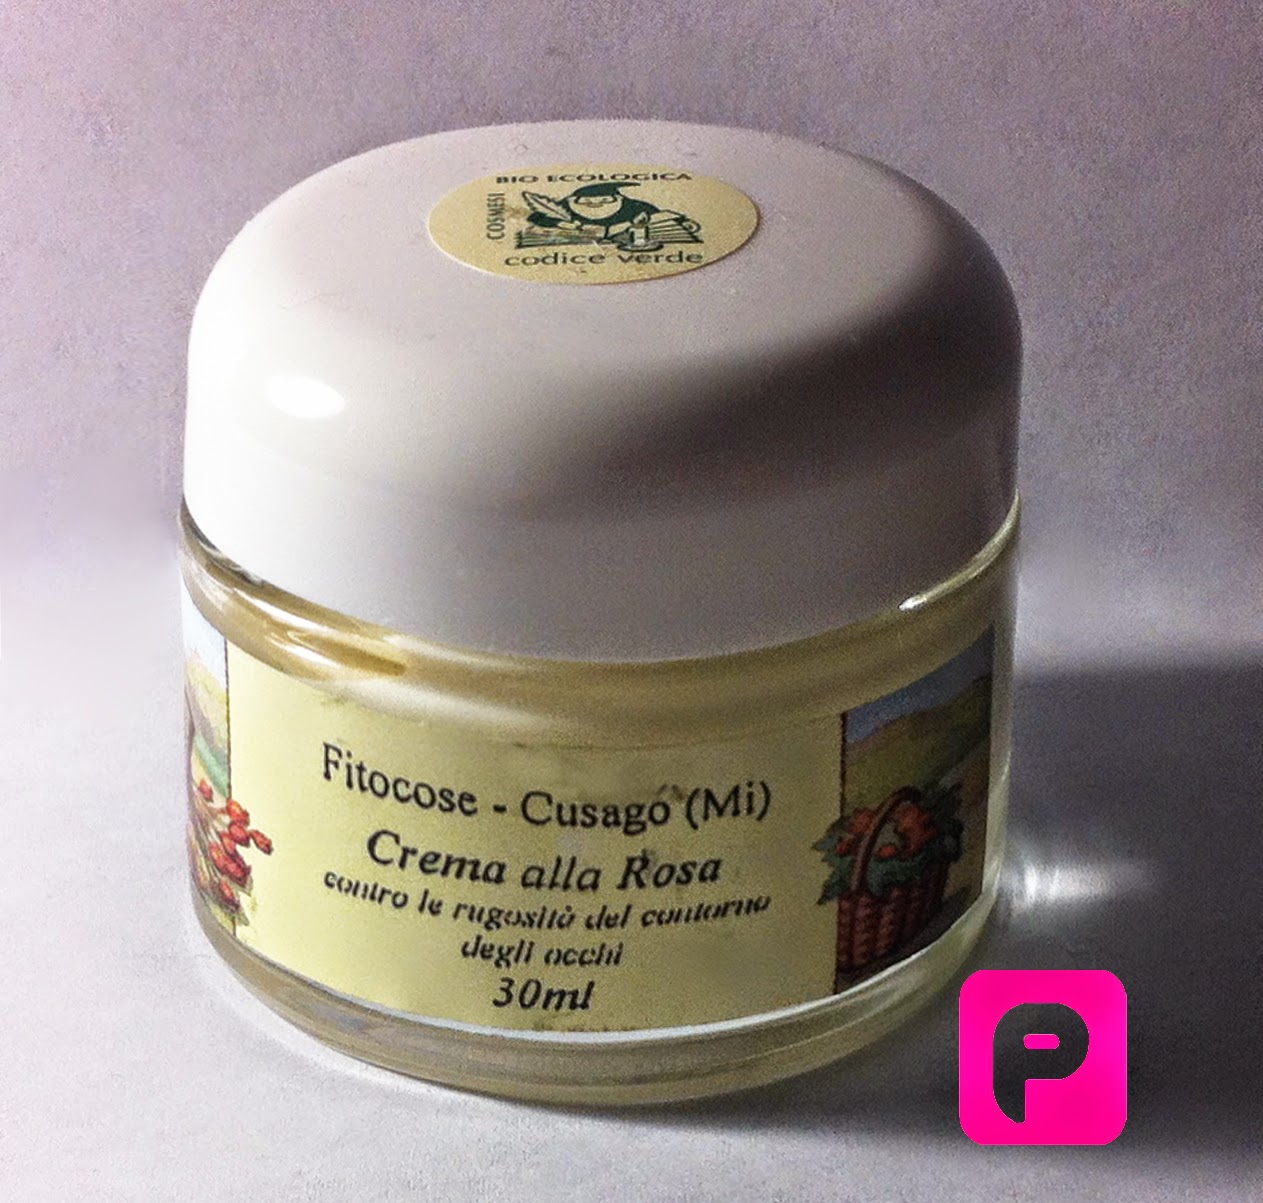 BIO ECOLOGICA
COSMESI
codice verde
Fitocose - Cusago (Mi)
Crema alla Rosa
contro le rugosità del contorno
degli occhi
30ml
P